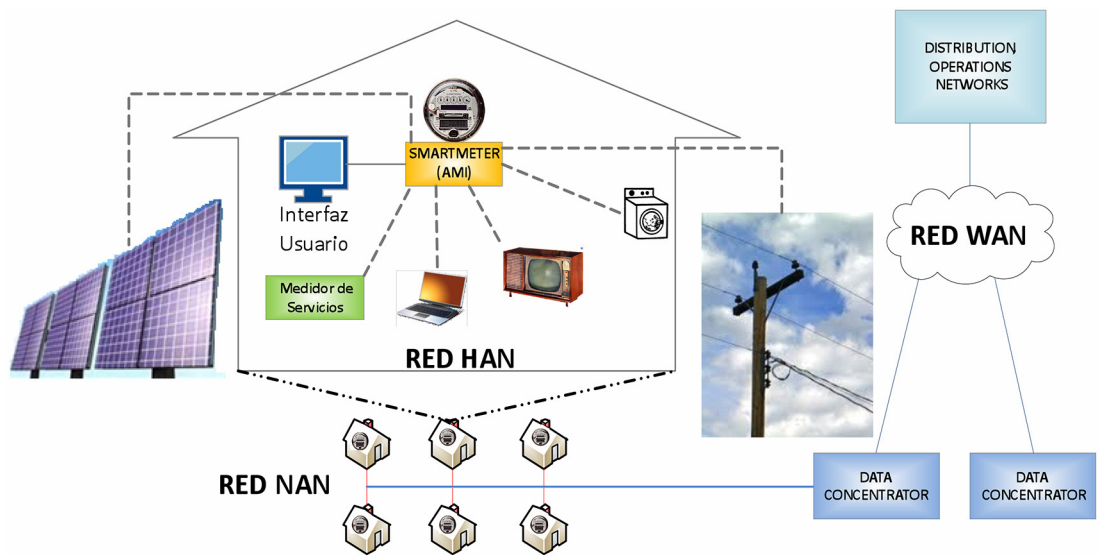 DISTRIBUTION,
OPERATIONS
NETWORKS
SMARTMETER
(AMI)
Interfaz
Usuario
RED WAN
Medidor de
Servicios
RED HAN
RED NAN
DATA
CONCENTRATOR
DATA
CONCENTRATOR